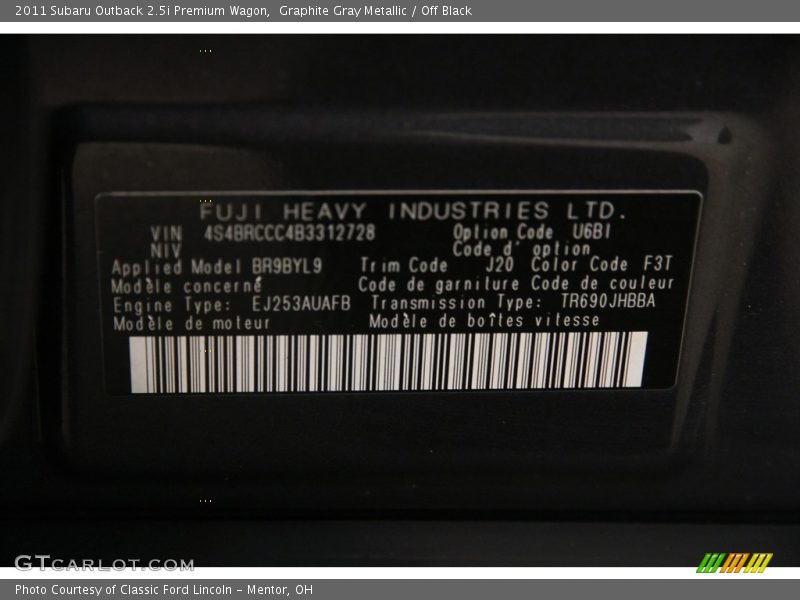 2011 Subaru Outback 2.5i Premium Wagon,  Graphite Gray Metallic / Off Black
FUJI HEAVY INDUSTRIES LTD.
VIN 4S4BRCCC4B3312728 Option Code U6BI
NIV Code d' option
Applied Model BR9BYL9 Trim Code J20 Color Code F3T
Modèle concerné Code de garniture Code de couleur
Engine Type: EJ253AUAFB Transmission Type: TR690JHBBA
Modèle de moteur Modèle de boîtes vitesse
GTCARLOT.COM
Photo Courtesy of Classic Ford Lincoln – Mentor, OH